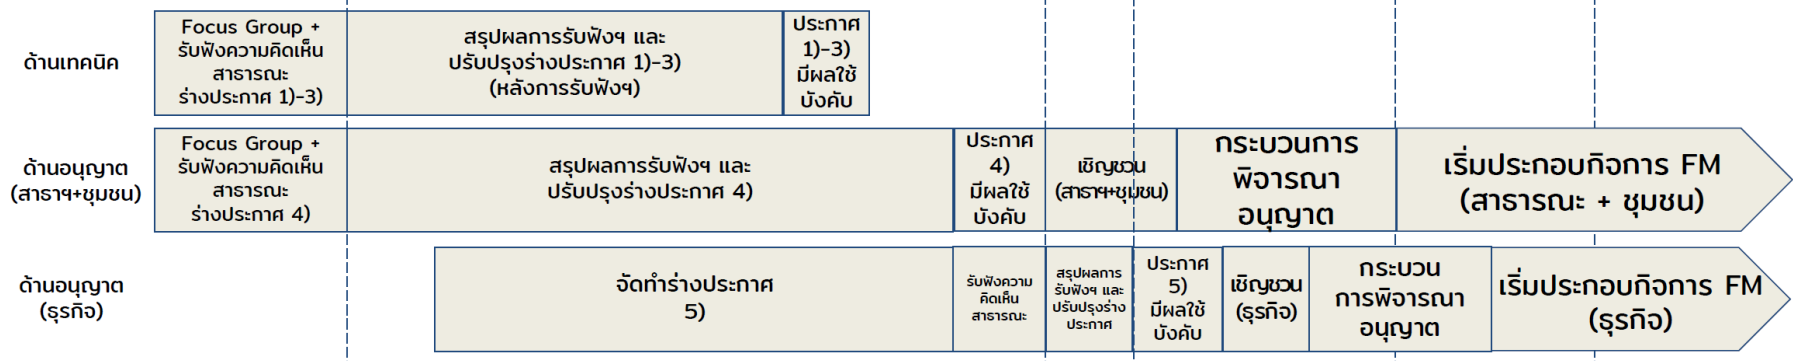 ด้านเทคนิค
Focus Group +
รับฟังความคิดเห็น
สาธารณะ
ร่างประกาศ 1)-3)
สรุปผลการรับฟังฯ และ
ปรับปรุงร่างประกาศ 1)-3)
(หลังการรับฟังฯ)
ประกาศ
1)-3)
มีผลใช้
บังคับ
ด้านอนุญาต
(สาธาฯ+ชุมชน)
Focus Group +
รับฟังความคิดเห็น
สาธารณะ
ร่างประกาศ 4)
สรุปผลการรับฟังฯ และ
ปรับปรุงร่างประกาศ 4)
ประกาศ
4)
มีผลใช้
บังคับ
เชิญชวน
(สาธาฯ+ชุมชน)
กระบวนการ
พิจารณา
อนุญาต
เริ่มประกอบกิจการ FM
(สาธารณะ + ชุมชน)
ด้านอนุญาต
(ธุรกิจ)
จัดทำร่างประกาศ
5)
รับฟังความ
คิดเห็น
สาธารณะ
สรุปผลการ
รับฟังฯ และ
ปรับปรุงร่าง
ประกาศ
ประกาศ
5)
มีผลใช้
บังคับ
เชิญชวน
(ธุรกิจ)
กระบวน
การพิจารณา
อนุญาต
เริ่มประกอบกิจการ FM
(ธุรกิจ)